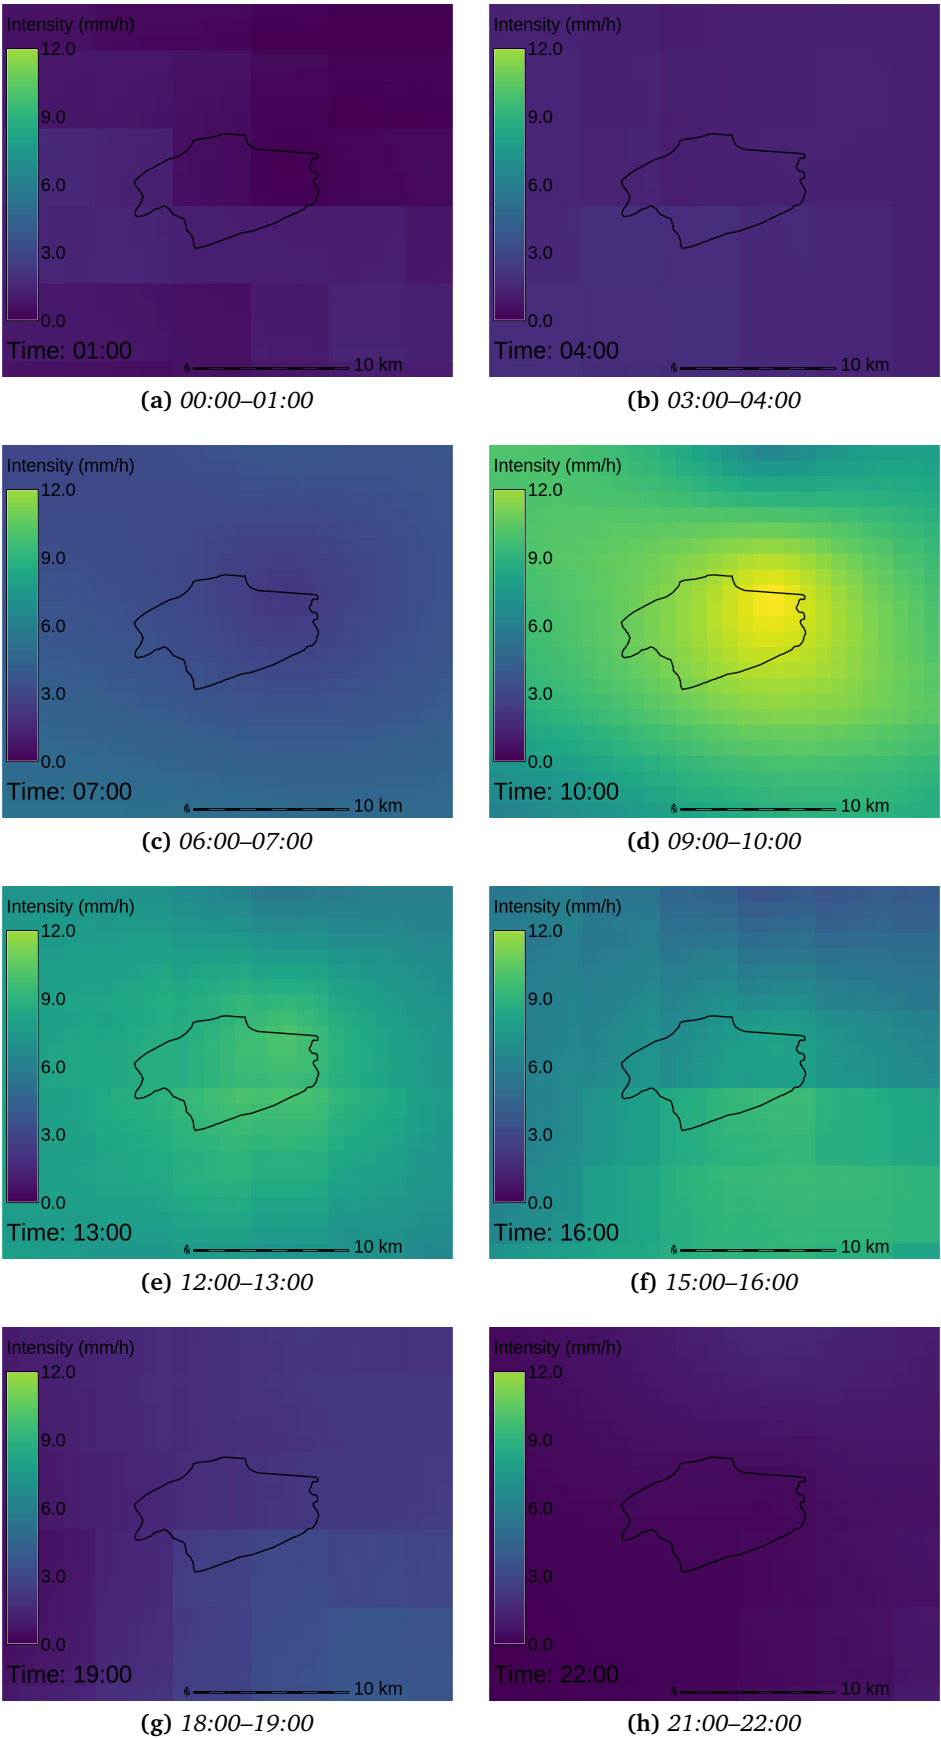 Intensity (mm/h)
12.0
9.0
6.0
3.0
0.0
Time: 01:00
10 km
(a) 00:00–01:00
Intensity (mm/h)
12.0
9.0
6.0
3.0
0.0
Time: 04:00
10 km
(b) 03:00–04:00
Intensity (mm/h)
12.0
9.0
6.0
3.0
0.0
Time: 07:00
10 km
(c) 06:00–07:00
Intensity (mm/h)
12.0
9.0
6.0
3.0
0.0
Time: 10:00
10 km
(d) 09:00–10:00
Intensity (mm/h)
12.0
9.0
6.0
3.0
0.0
Time: 13:00
10 km
(e) 12:00–13:00
Intensity (mm/h)
12.0
9.0
6.0
3.0
0.0
Time: 16:00
10 km
(f) 15:00–16:00
Intensity (mm/h)
12.0
9.0
6.0
3.0
0.0
Time: 19:00
10 km
(g) 18:00–19:00
Intensity (mm/h)
12.0
9.0
6.0
3.0
0.0
Time: 22:00
10 km
(h) 21:00–22:00